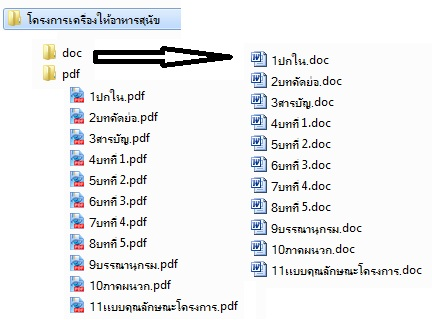 โครงการเครื่องให้อาหารสุนัข
doc
pdf
1ปกใน.pdf
2บทคัดย่อ.pdf
3สารบัญ.pdf
4บทที่ 1.pdf
5บทที่ 2.pdf
6บทที่ 3.pdf
7บทที่ 4.pdf
8บทที่ 5.pdf
9บรรณานุกรม.pdf
10ภาคผนวก.pdf
11แบบคุณลักษณะโครงการ.pdf
1ปกใน.doc
2บทคัดย่อ.doc
3สารบัญ.doc
4บทที่ 1.doc
5บทที่ 2.doc
6บทที่ 3.doc
7บทที่ 4.doc
8บทที่ 5.doc
9บรรณานุกรม.doc
10ภาคผนวก.doc
11แบบคุณลักษณะโครงการ.doc